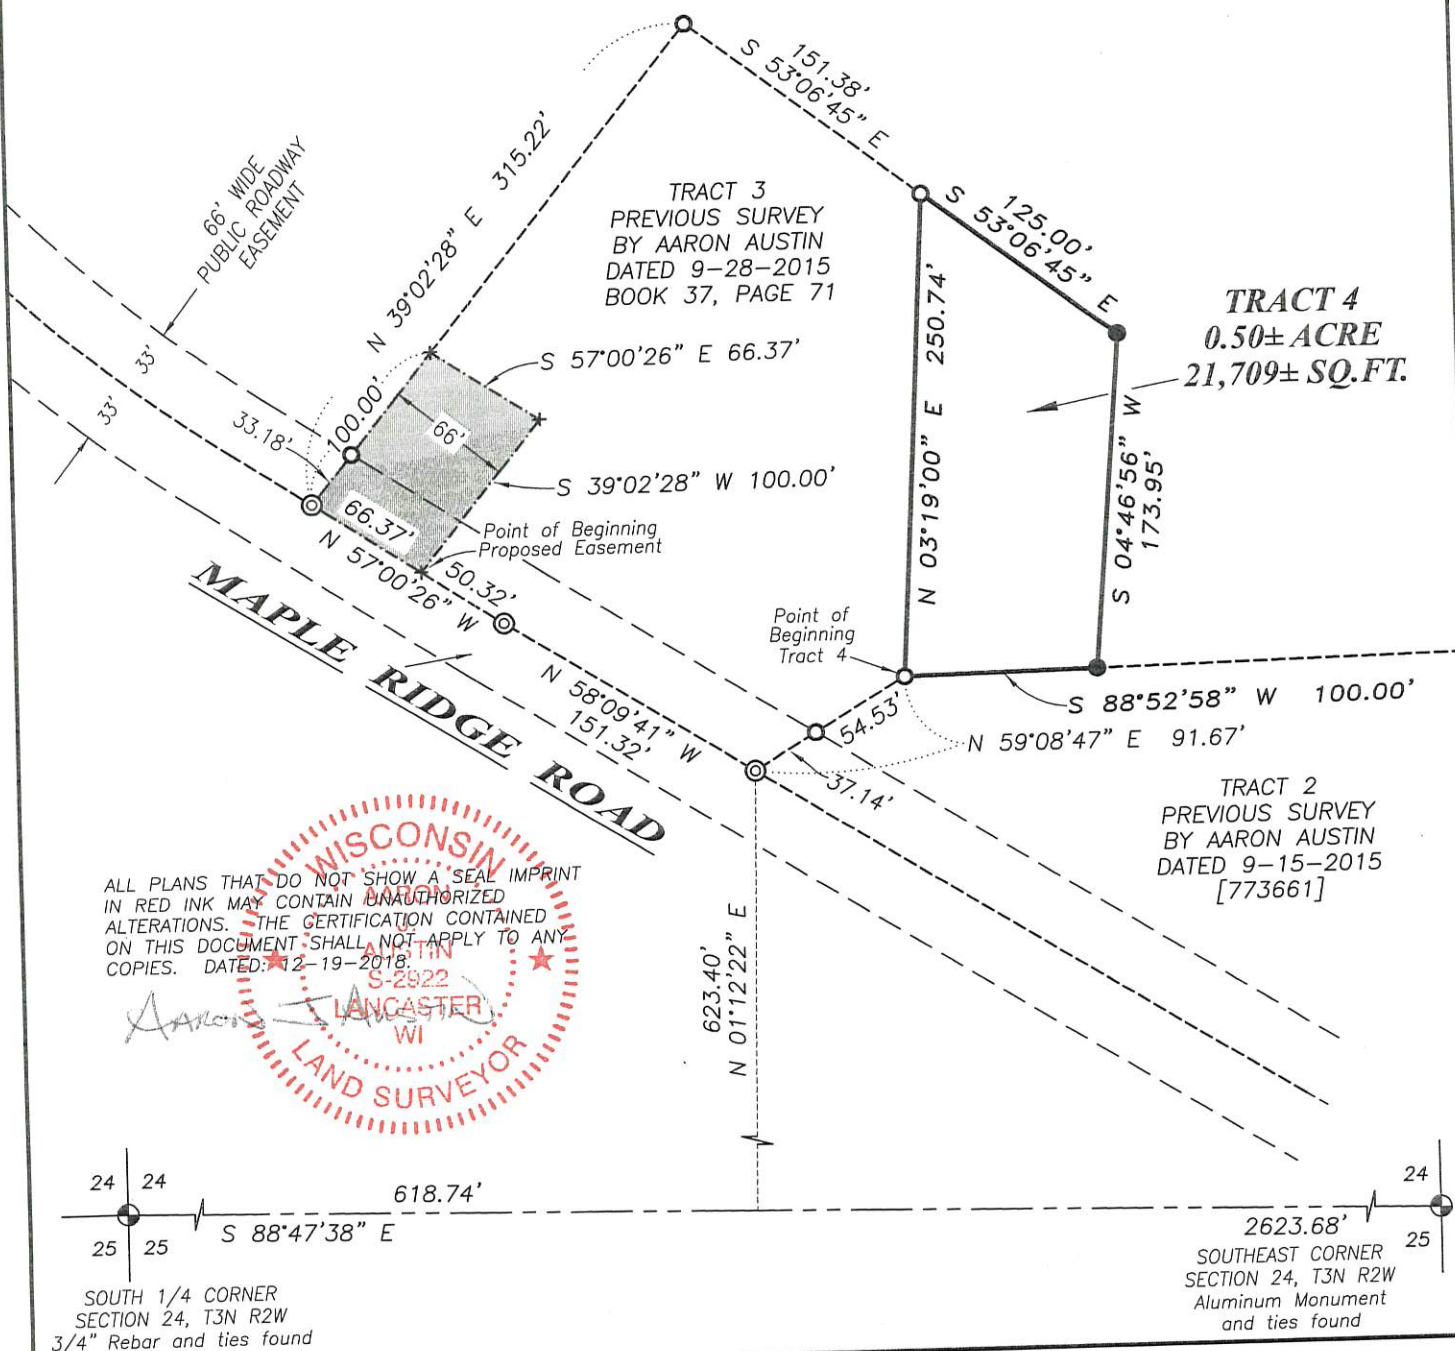 151.38'
S 53°06'45" E
125.00'
S 53°06'45" E
66' WIDE
PUBLIC ROADWAY
EASEMENT
N 39°02'28" E 315.22'
TRACT 3
PREVIOUS SURVEY
BY AARON AUSTIN
DATED 9-28-2015
BOOK 37, PAGE 71
TRACT 4
0.50± ACRE
21,709± SQ.FT.
N 03°19'00" E 250.74'
S 04°46'56" W
173.95'
33'
33'
33.18'
100.00'
66'
S 57°00'26" E 66.37'
S 39°02'28" W 100.00'
66.37'
N 57°00'26" W
Point of Beginning
Proposed Easement
50.32'
MAPLE RIDGE ROAD
N 58°09'41" W
151.32'
Point of
Beginning
Tract 4
54.53'
37.14'
S 88°52'58" W 100.00'
N 59°08'47" E 91.67'
TRACT 2
PREVIOUS SURVEY
BY AARON AUSTIN
DATED 9-15-2015
[773661]
ALL PLANS THAT DO NOT SHOW A SEAL IMPRINT
IN RED INK MAY CONTAIN UNAUTHORIZED
ALTERATIONS. THE CERTIFICATION CONTAINED
ON THIS DOCUMENT SHALL NOT APPLY TO ANY
COPIES. DATED: 12-19-2018.
WISCONSIN
AARON
J.
AUSTIN
S-2922
LANCASTER
WI
LAND SURVEYOR
Aaron J Austin
623.40'
N 01°12'22" E
24 24
25 25
618.74'
S 88°47'38" E
2623.68'
24
25
SOUTH 1/4 CORNER
SECTION 24, T3N R2W
3/4" Rebar and ties found
SOUTHEAST CORNER
SECTION 24, T3N R2W
Aluminum Monument
and ties found